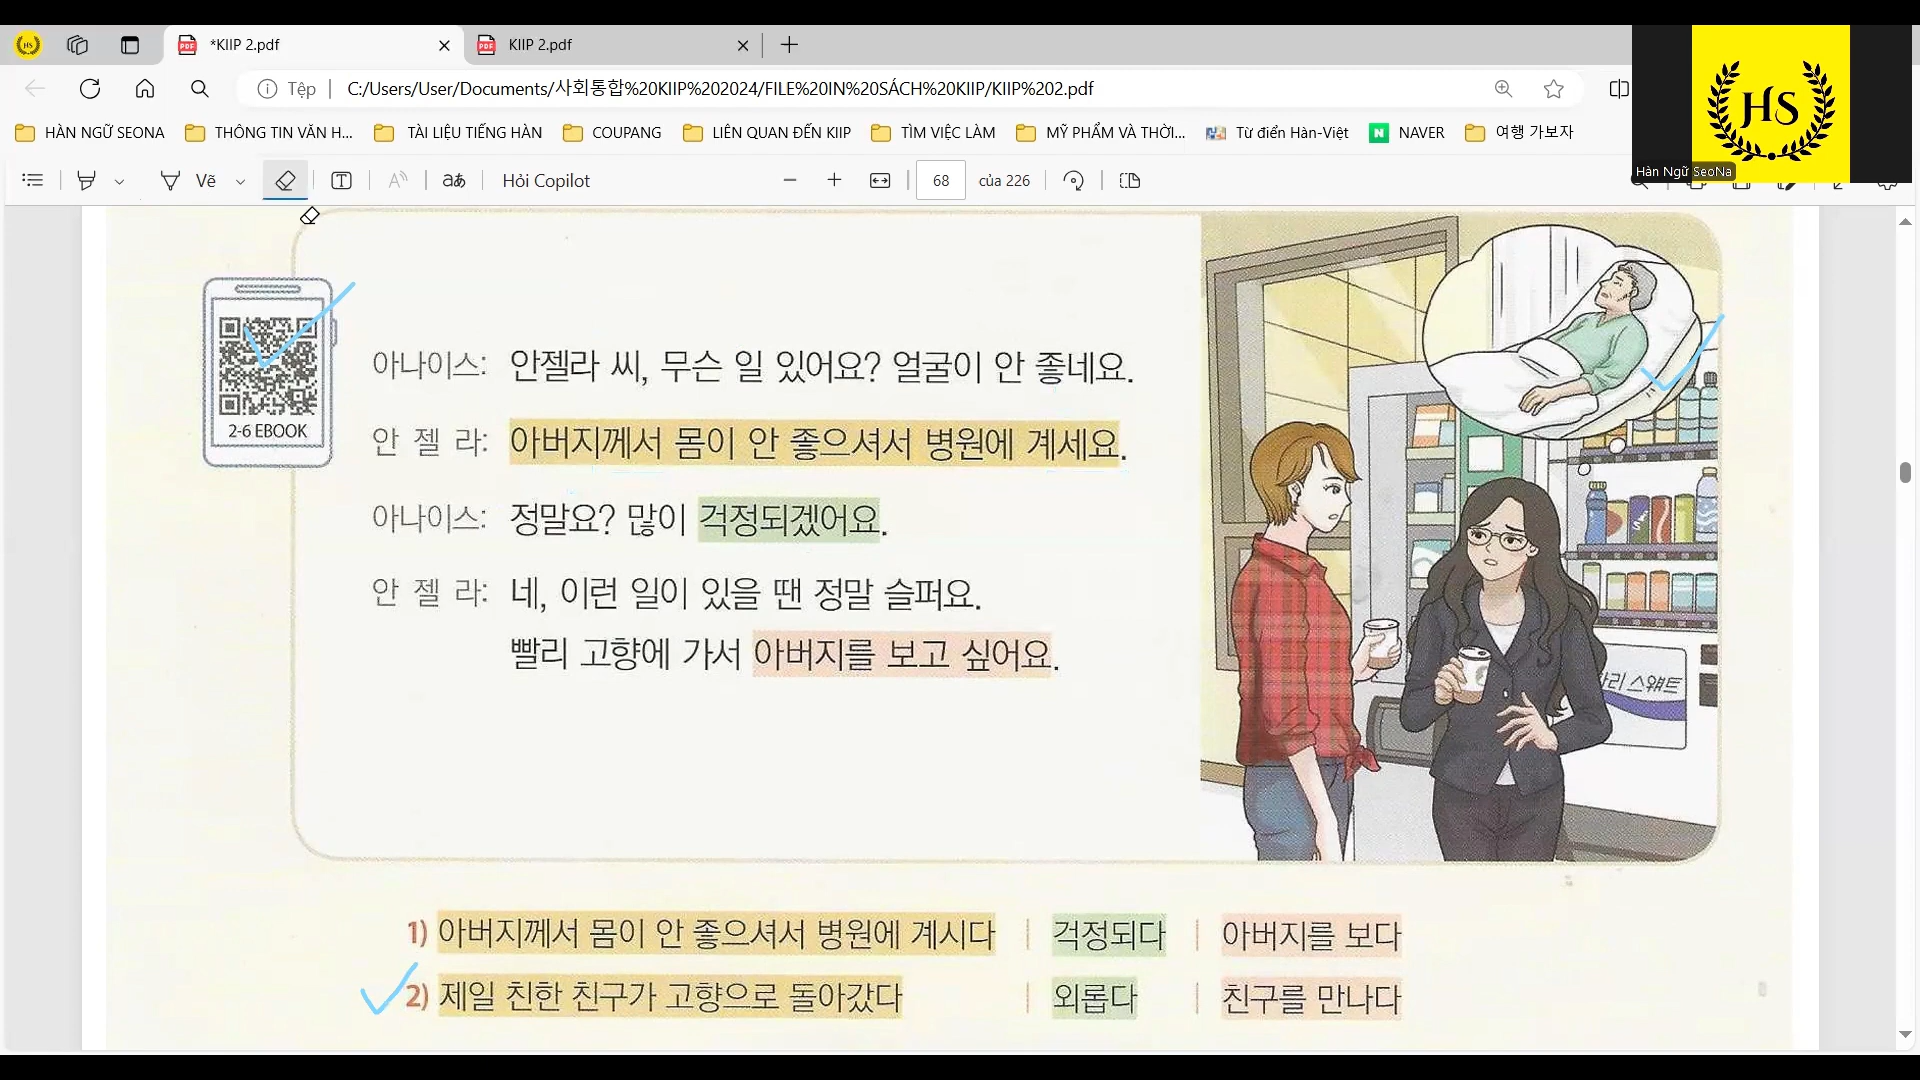 *KIIP 2.pdf
KIIP 2.pdf
Tệp
C:/Users/User/Documents/사회통합%20KIIP%202024/FILE%20IN%20SÁCH%20KIIP/KIIP%202.pdf
HÀN NGỮ SEONA
THÔNG TIN VĂN H...
TÀI LIỆU TIẾNG HÀN
COUPANG
LIÊN QUAN ĐẾN KIIP
TÌM VIỆC LÀM
MỸ PHẨM VÀ THỜI...
Từ điển Hàn-Việt
NAVER
여행 가보자
HS
Hàn Ngữ SeoNa
Vẽ
Hỏi Copilot
68 của 226
2-6 EBOOK
아나이스: 안젤라 씨, 무슨 일 있어요? 얼굴이 안 좋네요.
안 젤 라: 아버지께서 몸이 안 좋으셔서 병원에 계세요.
아나이스: 정말요? 많이 걱정되겠어요.
안 젤 라: 네, 이런 일이 있을 땐 정말 슬퍼요.
빨리 고향에 가서 아버지를 보고 싶어요.
1) 아버지께서 몸이 안 좋으셔서 병원에 계시다 | 걱정되다 | 아버지를 보다
2) 제일 친한 친구가 고향으로 돌아갔다 | 외롭다 | 친구를 만나다